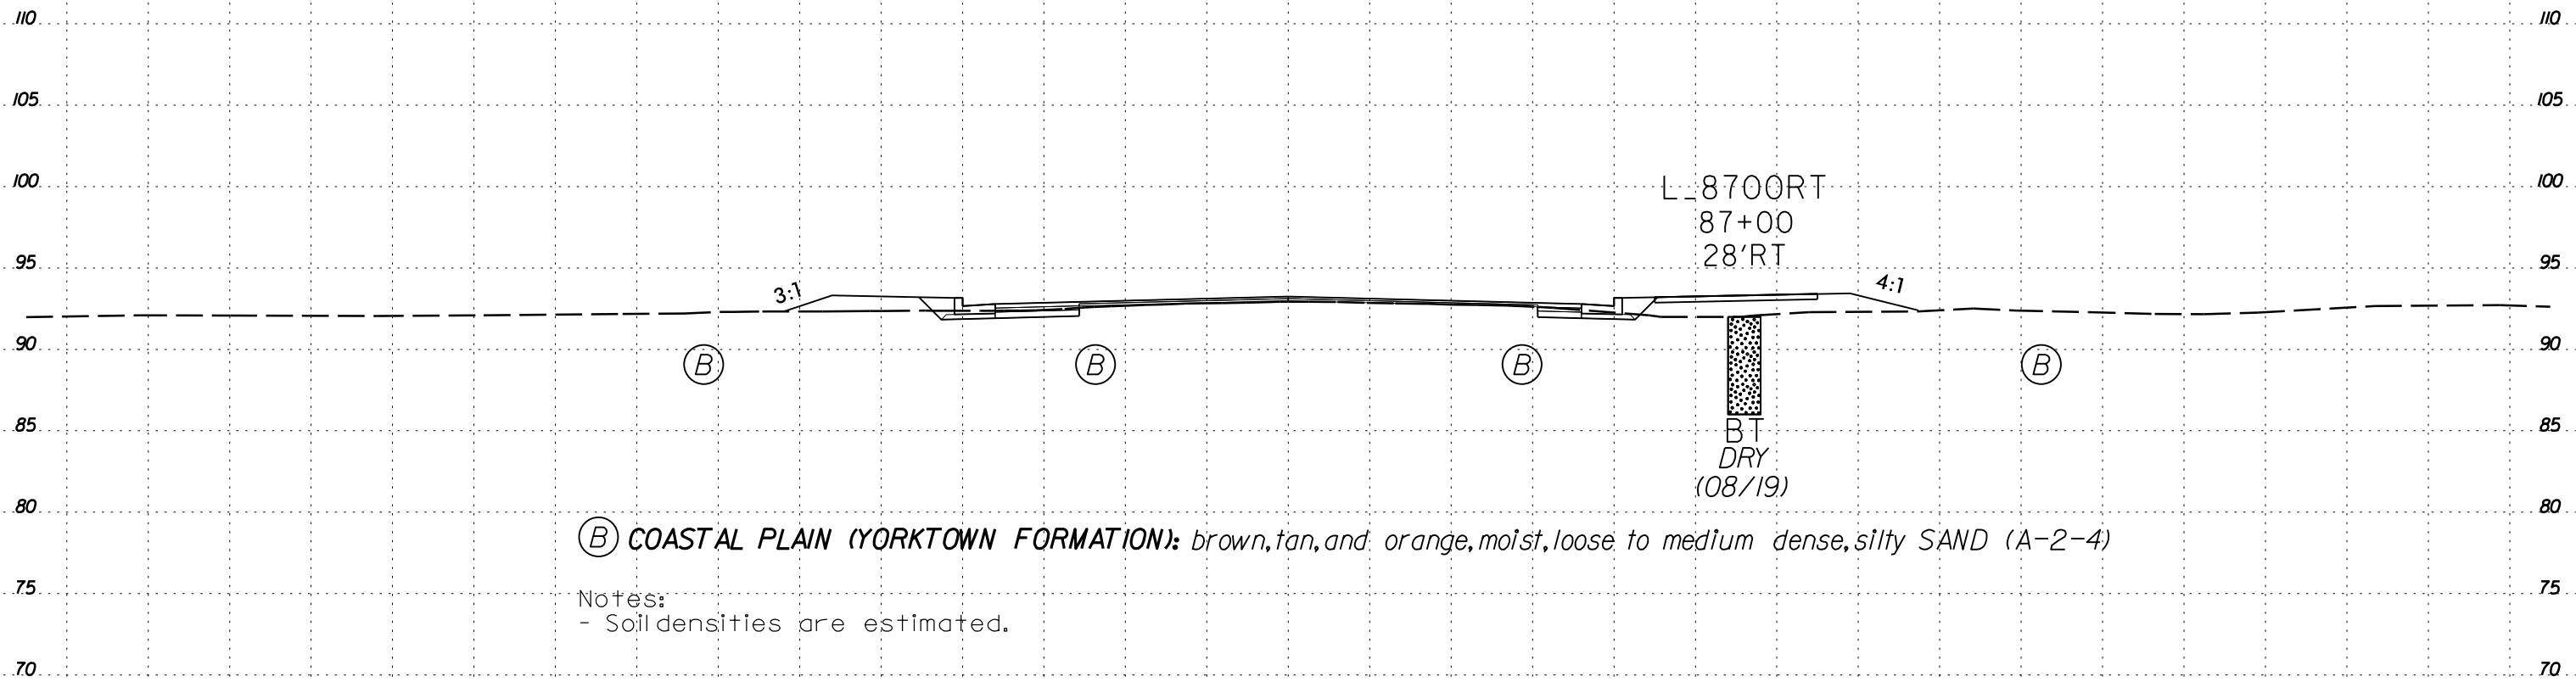 110 110
105 105
100 100
L_8700RT
87+00
28'RT
95 95
3:1 4:1
90 90
B B B B
85 85
BT
DRY
(08/19)
80 80
B COASTAL PLAIN (YORKTOWN FORMATION): brown, tan, and orange, moist, loose to medium dense, silty SAND (A-2-4)
75 75
Notes:
- Soil densities are estimated.
70 70